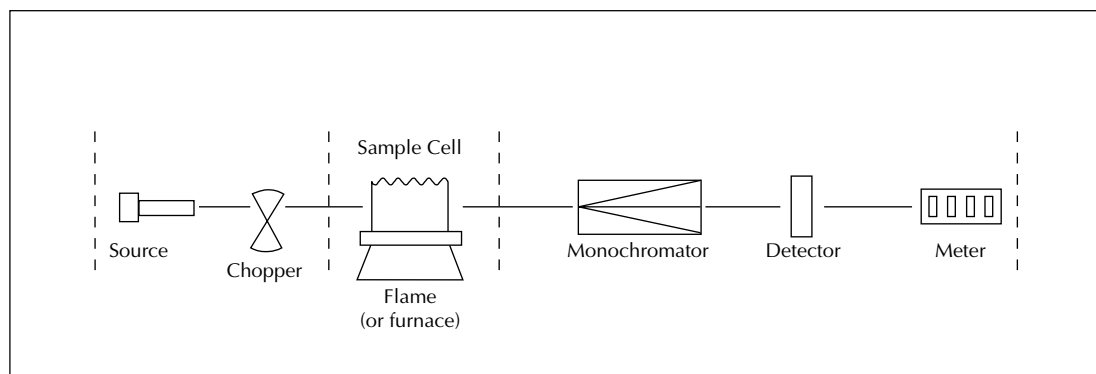 Sample Cell
Source
Chopper
Flame
(or furnace)
Monochromator
Detector
Meter